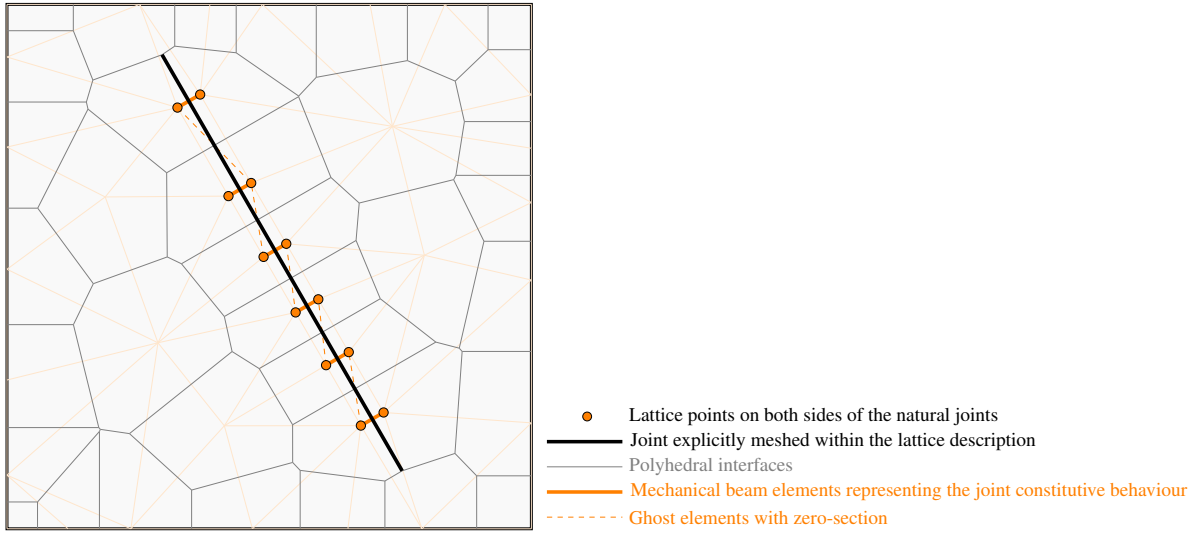 Lattice points on both sides of the natural joints
Joint explicitly meshed within the lattice description
Polyhedral interfaces
Mechanical beam elements representing the joint constitutive behaviour
Ghost elements with zero-section